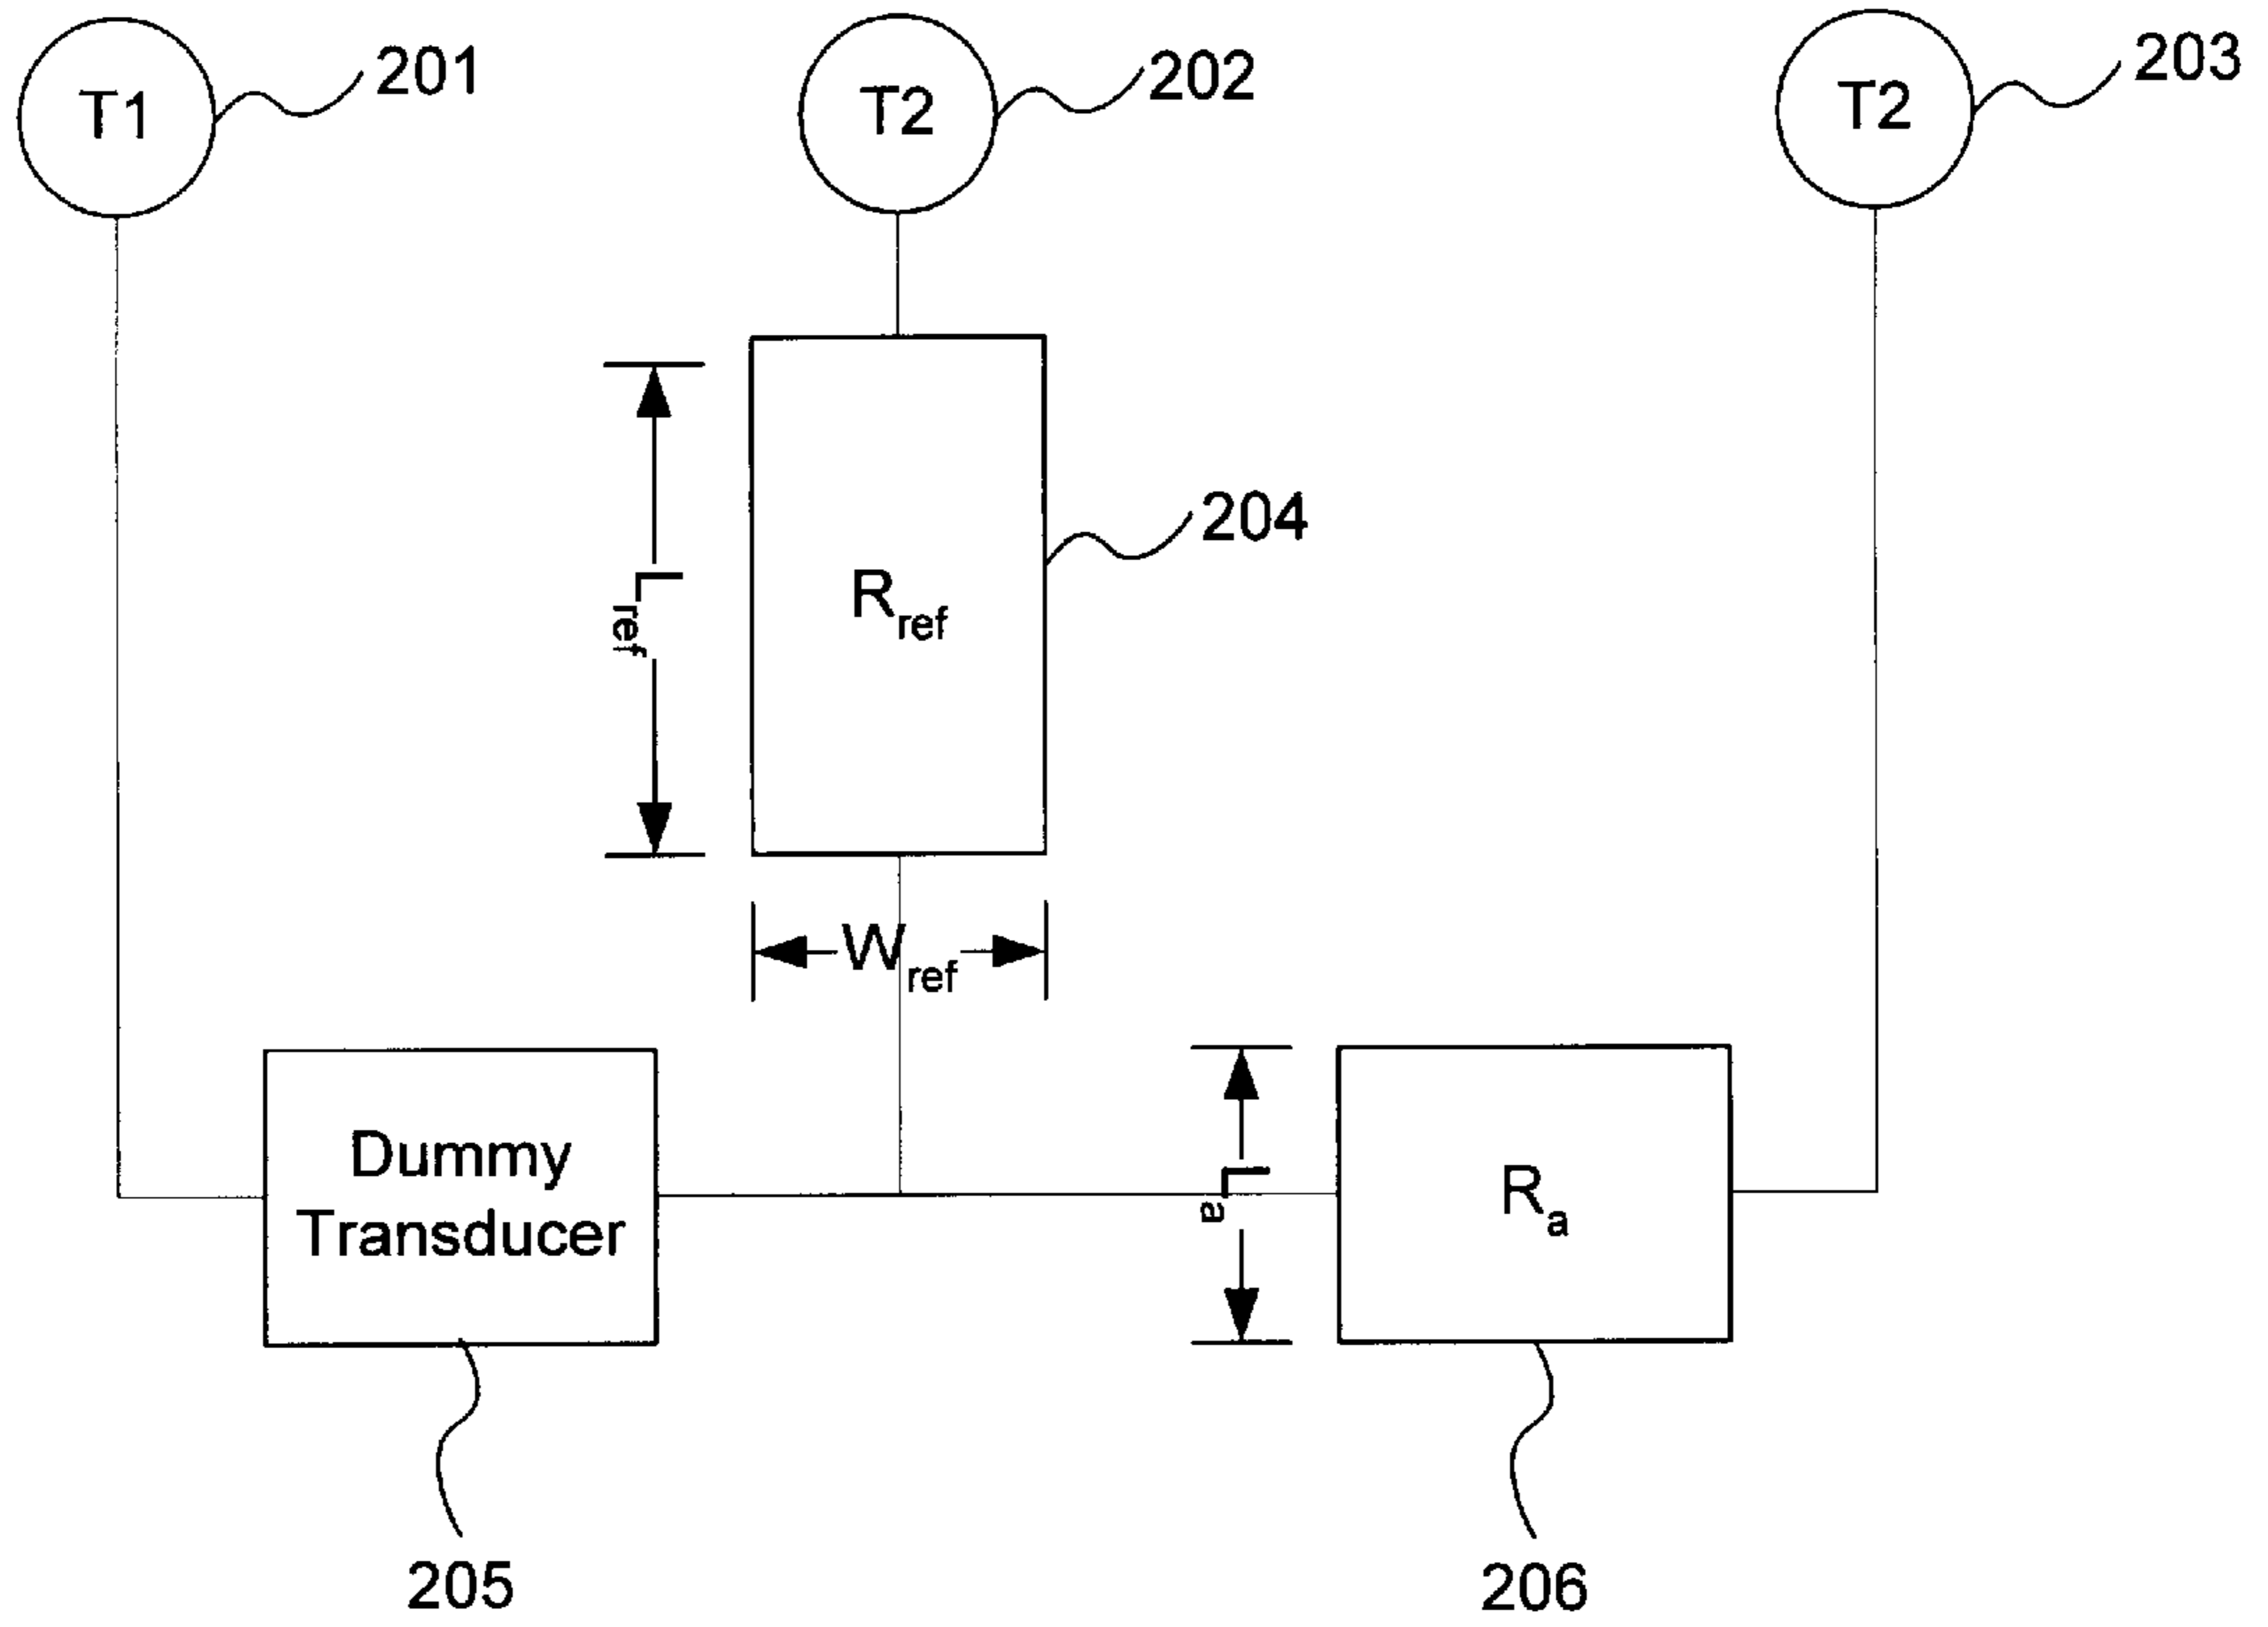 T1
201
T2
202
T2
203
L_ref
R_ref
204
W_ref
Dummy
Transducer
L_a
R_a
205
206